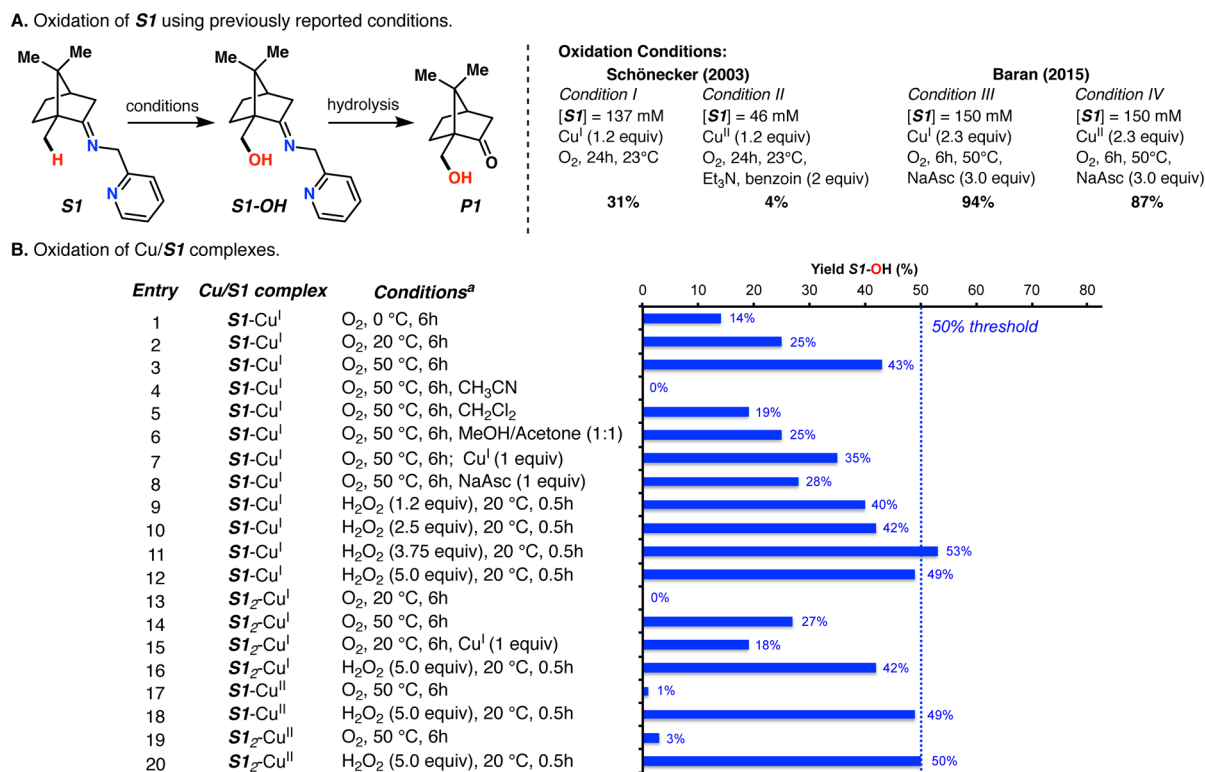 A. Oxidation of S1 using previously reported conditions.
Me Me
H
N
N
S1
conditions
Me Me
OH
N
N
S1-OH
hydrolysis
Me Me
O
OH
P1
Oxidation Conditions:
Schönecker (2003)
Condition I
[S1] = 137 mM
Cuᴵ (1.2 equiv)
O₂, 24h, 23°C
31%
Condition II
[S1] = 46 mM
Cuᴵᴵ (1.2 equiv)
O₂, 24h, 23°C,
Et₃N, benzoin (2 equiv)
4%
Baran (2015)
Condition III
[S1] = 150 mM
Cuᴵ (2.3 equiv)
O₂, 6h, 50°C,
NaAsc (3.0 equiv)
94%
Condition IV
[S1] = 150 mM
Cuᴵᴵ (2.3 equiv)
O₂, 6h, 50°C,
NaAsc (3.0 equiv)
87%
B. Oxidation of Cu/S1 complexes.
Yield S1-OH (%)
Entry Cu/S1 complex Conditionsᵃ
0 10 20 30 40 50 60 70 80
50% threshold
1 S1-Cuᴵ O₂, 0 °C, 6h 14%
2 S1-Cuᴵ O₂, 20 °C, 6h 25%
3 S1-Cuᴵ O₂, 50 °C, 6h 43%
4 S1-Cuᴵ O₂, 50 °C, 6h, CH₃CN 0%
5 S1-Cuᴵ O₂, 50 °C, 6h, CH₂Cl₂ 19%
6 S1-Cuᴵ O₂, 50 °C, 6h, MeOH/Acetone (1:1) 25%
7 S1-Cuᴵ O₂, 50 °C, 6h; Cuᴵ (1 equiv) 35%
8 S1-Cuᴵ O₂, 50 °C, 6h, NaAsc (1 equiv) 28%
9 S1-Cuᴵ H₂O₂ (1.2 equiv), 20 °C, 0.5h 40%
10 S1-Cuᴵ H₂O₂ (2.5 equiv), 20 °C, 0.5h 42%
11 S1-Cuᴵ H₂O₂ (3.75 equiv), 20 °C, 0.5h 53%
12 S1-Cuᴵ H₂O₂ (5.0 equiv), 20 °C, 0.5h 49%
13 S1₂-Cuᴵ O₂, 20 °C, 6h 0%
14 S1₂-Cuᴵ O₂, 50 °C, 6h 27%
15 S1₂-Cuᴵ O₂, 20 °C, 6h, Cuᴵ (1 equiv) 18%
16 S1₂-Cuᴵ H₂O₂ (5.0 equiv), 20 °C, 0.5h 42%
17 S1-Cuᴵᴵ O₂, 50 °C, 6h 1%
18 S1-Cuᴵᴵ H₂O₂ (5.0 equiv), 20 °C, 0.5h 49%
19 S1₂-Cuᴵᴵ O₂, 50 °C, 6h 3%
20 S1₂-Cuᴵᴵ H₂O₂ (5.0 equiv), 20 °C, 0.5h 50%